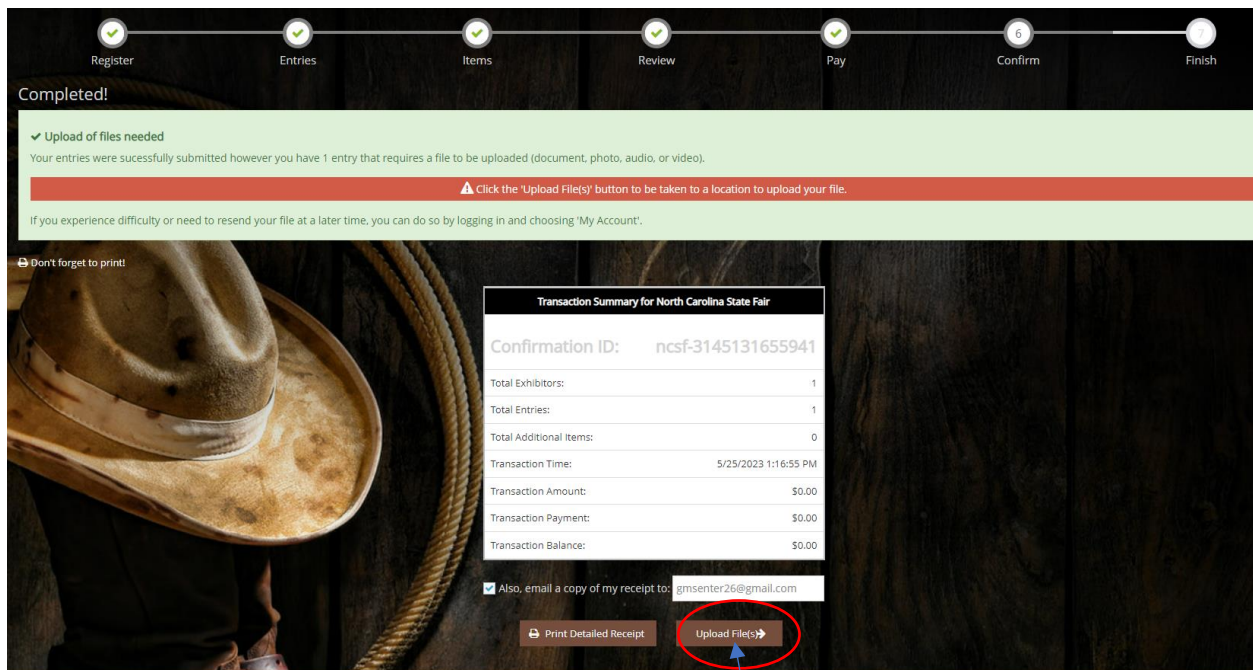 6
7
Register
Entries
Items
Review
Pay
Confirm
Finish
Completed!
Upload of files needed
Your entries were sucessfully submitted however you have 1 entry that requires a file to be uploaded (document, photo, audio, or video).
Click the 'Upload File(s)' button to be taken to a location to upload your file.
If you experience difficulty or need to resend your file at a later time, you can do so by logging in and choosing 'My Account'.
Don't forget to print!
Transaction Summary for North Carolina State Fair
Confirmation ID: ncsf-3145131655941
Total Exhibitors: 1
Total Entries: 1
Total Additional Items: 0
Transaction Time: 5/25/2023 1:16:55 PM
Transaction Amount: $0.00
Transaction Payment: $0.00
Transaction Balance: $0.00
Also, email a copy of my receipt to: gmsenter26@gmail.com
Print Detailed Receipt
Upload File(s)